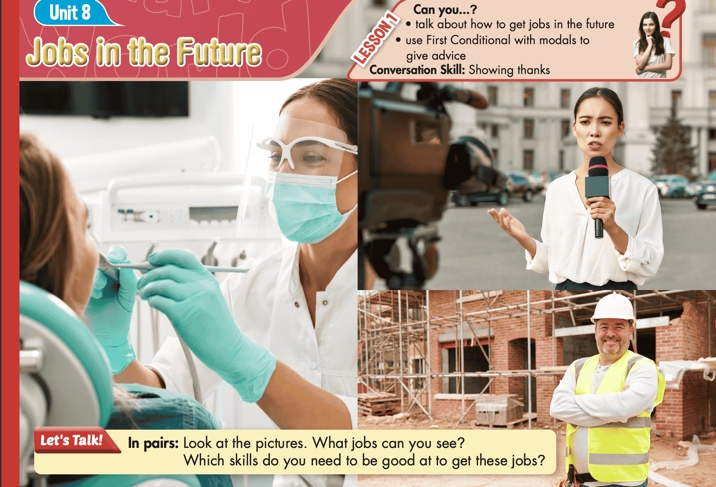 Unit 8
Jobs in the Future
LESSON 1
Can you...?
• talk about how to get jobs in the future
• use First Conditional with modals to
give advice
Conversation Skill: Showing thanks
?
Let's Talk!
In pairs: Look at the pictures. What jobs can you see?
Which skills do you need to be good at to get these jobs?